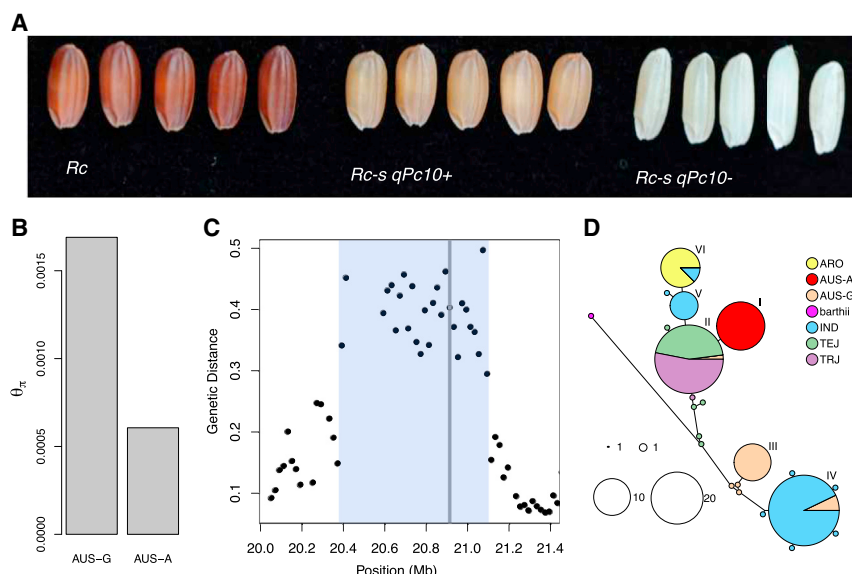 A
Rc
Rc-s qPc10+
Rc-s qPc10-
B
θπ
0.0000
0.0005
0.0010
0.0015
AUS-G
AUS-A
C
Genetic Distance
0.1
0.2
0.3
0.4
0.5
20.0 20.2 20.4 20.6 20.8 21.0 21.2 21.4
Position (Mb)
D
VI
V
II
I
III
IV
1
1
10
20
ARO
AUS-A
AUS-G
barthii
IND
TEJ
TRJ